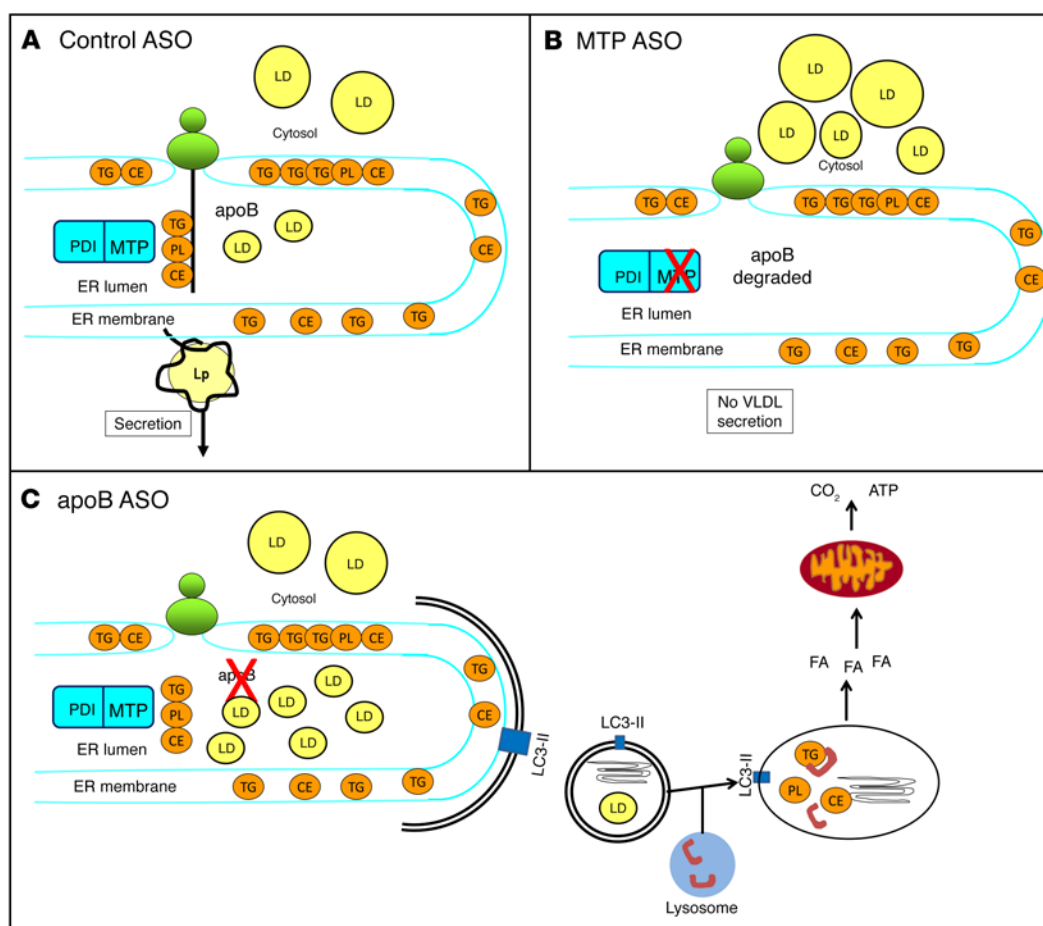 A Control ASO
LD
LD
Cytosol
TG CE
TG TG TG PL CE
TG
apoB
TG
LD
LD
PDI MTP
PL
CE
CE
ER lumen
ER membrane
TG CE TG TG
Lp
Secretion
B MTP ASO
LD
LD
LD
LD
LD
Cytosol
TG CE
TG TG TG PL CE
TG
apoB
degraded
PDI MTP
CE
ER lumen
ER membrane
TG CE TG TG
No VLDL
secretion
C apoB ASO
LD
LD
Cytosol
TG CE
TG TG TG PL CE
TG
apoB
TG
LD
LD
LD
LD
LD
LD
PDI MTP
PL
CE
CE
ER lumen
ER membrane
TG CE TG TG
LC3-II
LC3-II
LD
Lysosome
LC3-II
TG
PL
CE
FA FA FA
CO2 ATP